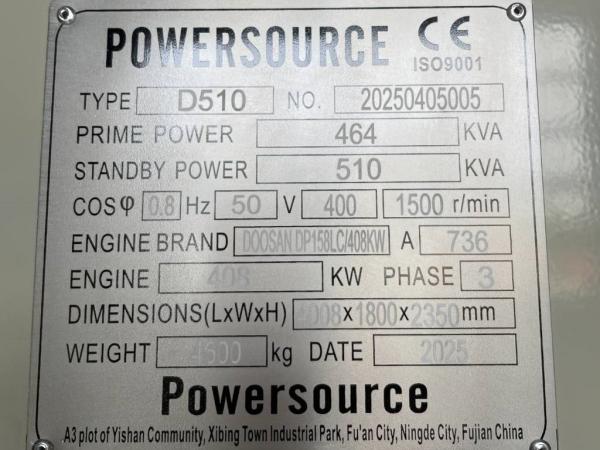 POWERSOURCE CE
ISO9001
TYPE D510 NO. 20250405005
PRIME POWER 464 KVA
STANDBY POWER 510 KVA
COSφ 0.8 Hz 50 V 400 1500 r/min
ENGINE BRAND DOOSAN DP158LC/408KW A 736
ENGINE 408 KW PHASE 3
DIMENSIONS(LxWxH) 4008x1800x2350mm
WEIGHT 4600 kg DATE 2025
Powersource
A3 plot of Yishan Community, Xibing Town Industrial Park, Fu'an City, Ningde City, Fujian China